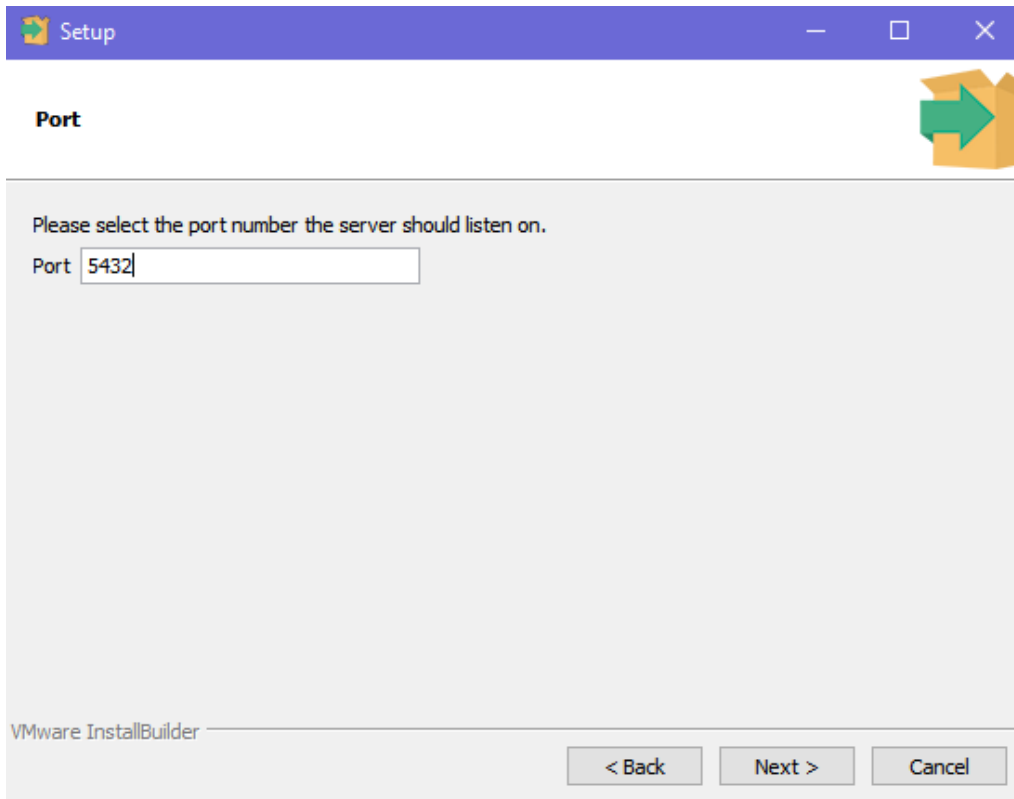 Setup
Port
Please select the port number the server should listen on.
Port 5432
VMware InstallBuilder
< Back Next > Cancel